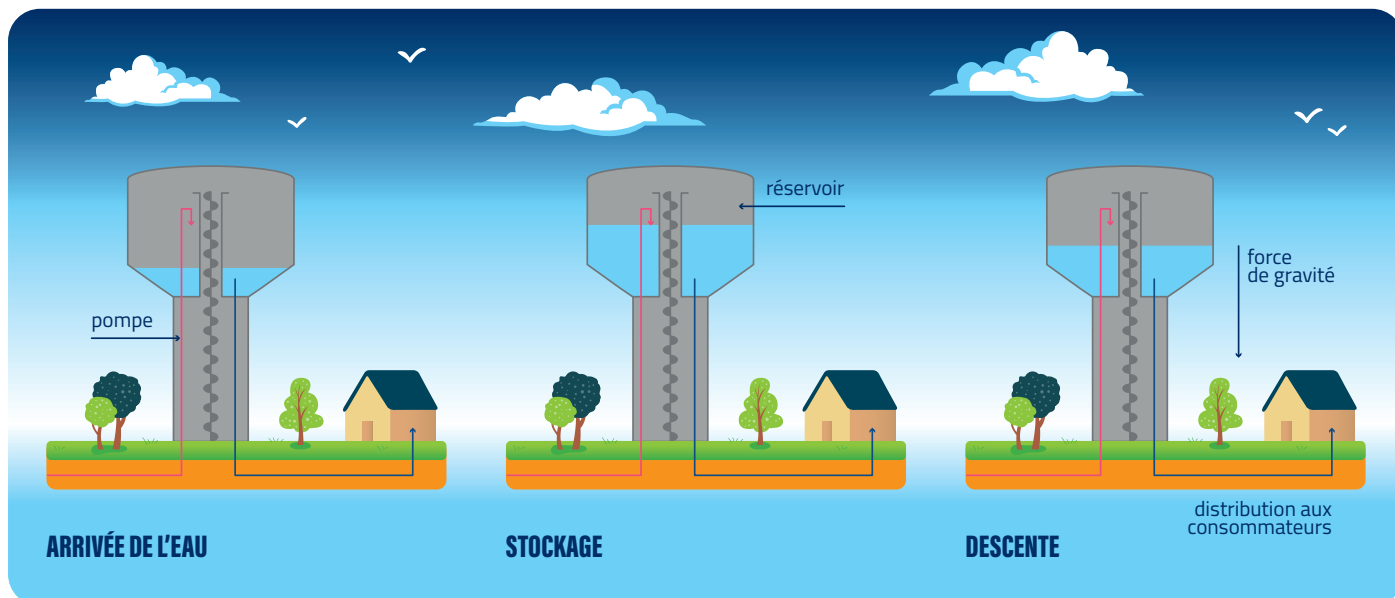 réservoir
force
de gravité
pompe
distribution aux
consommateurs
ARRIVÉE DE L'EAU
STOCKAGE
DESCENTE